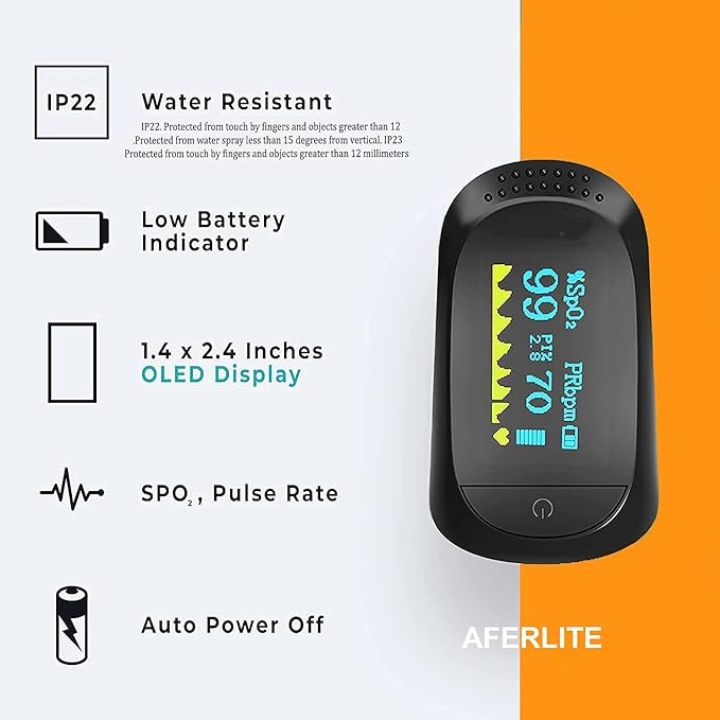 IP22
Water Resistant
IP22. Protected from touch by fingers and objects greater than 12
.Protected from water spray less than 15 degrees from vertical. IP23
Protected from touch by fingers and objects greater than 12 millimeters
Low Battery
Indicator
1.4 x 2.4 Inches
OLED Display
SPO₂, Pulse Rate
Auto Power Off
%SpO₂ PRbpm
99 PI% 2.8 70
AFERLITE